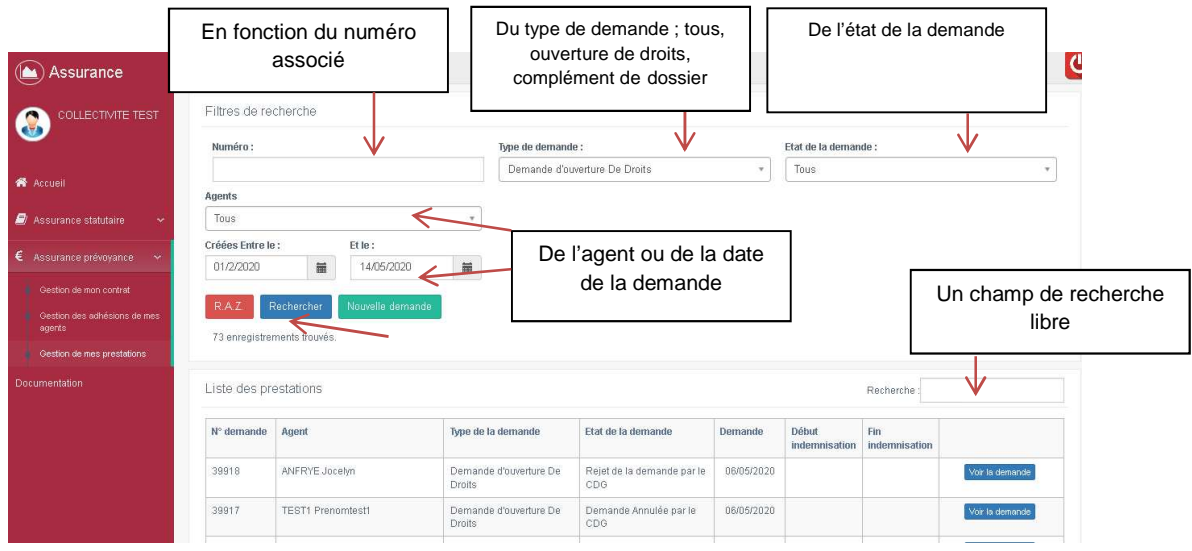 En fonction du numéro
associé
Du type de demande ; tous,
ouverture de droits,
complément de dossier
De l'état de la demande
Assurance
COLLECTIVITE TEST
Accueil
Assurance statutaire
€ Assurance prévoyance
Gestion de mon contrat
Gestion des adhésions de mes
agents
Gestion de mes prestations
Documentation
Filtres de recherche
Numéro :
Type de demande :
Etat de la demande :
Demande d'ouverture De Droits
Tous
Agents
Tous
Créées Entre le :
Et le :
01/2/2020
14/05/2020
De l'agent ou de la date
de la demande
R.A.Z.
Rechercher
Nouvelle demande
73 enregistrements trouvés.
Un champ de recherche
libre
Liste des prestations
Recherche :
N° demande Agent Type de la demande Etat de la demande Demande Début
indemnisation Fin
indemnisation
39918 ANFRYE Jocelyn Demande d'ouverture De
Droits Rejet de la demande par le
CDG 06/05/2020 Voir la demande
39917 TEST1 Prenomtest1 Demande d'ouverture De
Droits Demande Annulée par le
CDG 06/05/2020 Voir la demande